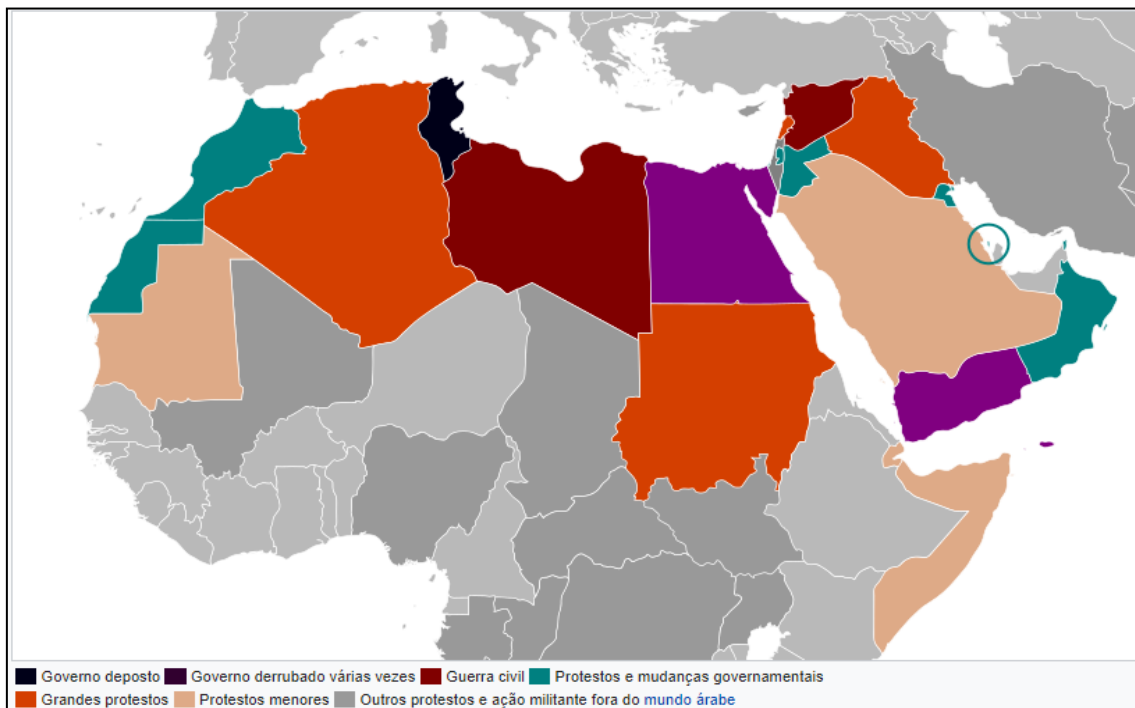 Governo deposto Governo derrubado várias vezes Guerra civil Protestos e mudanças governamentais
Grandes protestos Protestos menores Outros protestos e ação militante fora do mundo árabe